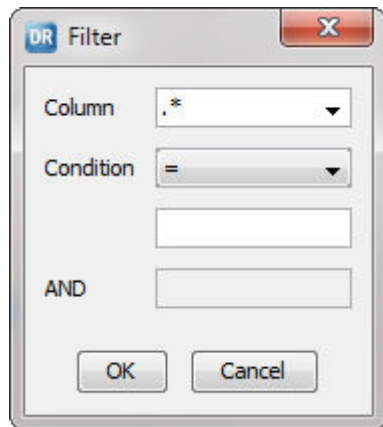 DR Filter
Column .*
Condition =
AND
OK Cancel